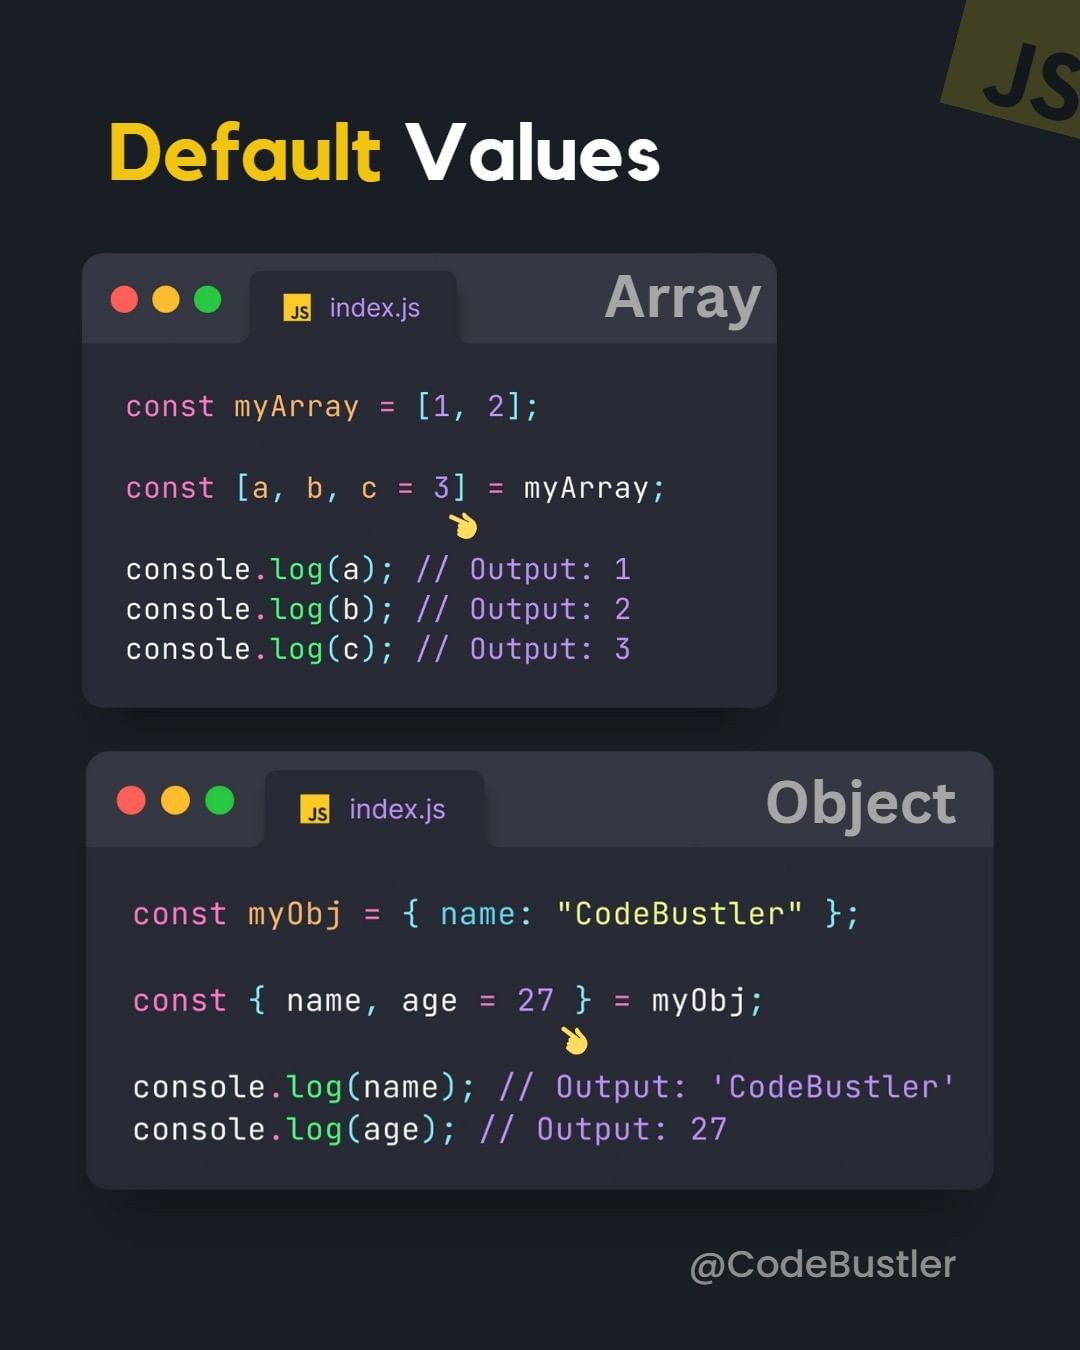 JS
Default Values
JS index.js
Array
const myArray = [1, 2];
const [a, b, c = 3] = myArray;
console.log(a); // Output: 1
console.log(b); // Output: 2
console.log(c); // Output: 3
JS index.js
Object
const myObj = { name: "CodeBustler" };
const { name, age = 27 } = myObj;
console.log(name); // Output: 'CodeBustler'
console.log(age); // Output: 27
@CodeBustler